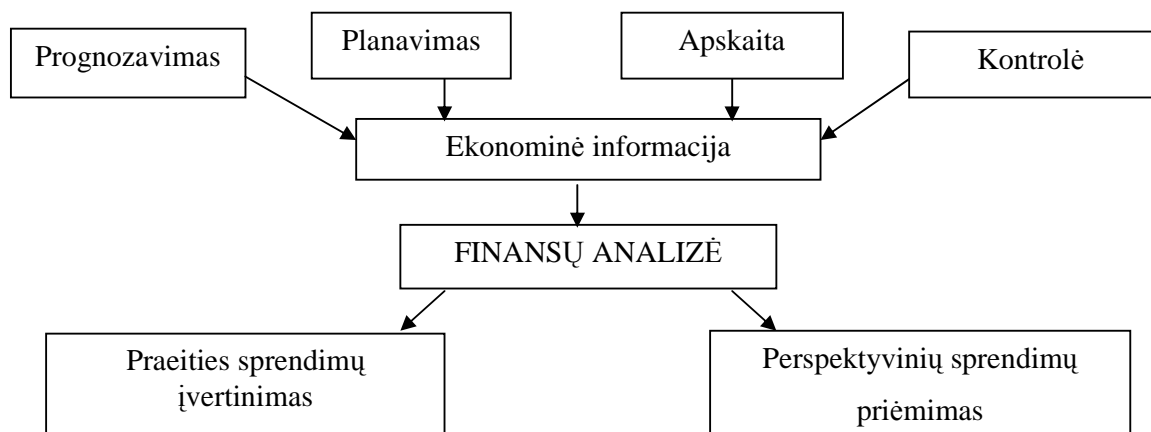 Prognozavimas
Planavimas
Apskaita
Kontrolė
Ekonominė informacija
FINANSŲ ANALIZĖ
Praeities sprendimų
įvertinimas
Perspektyvinių sprendimų
priėmimas